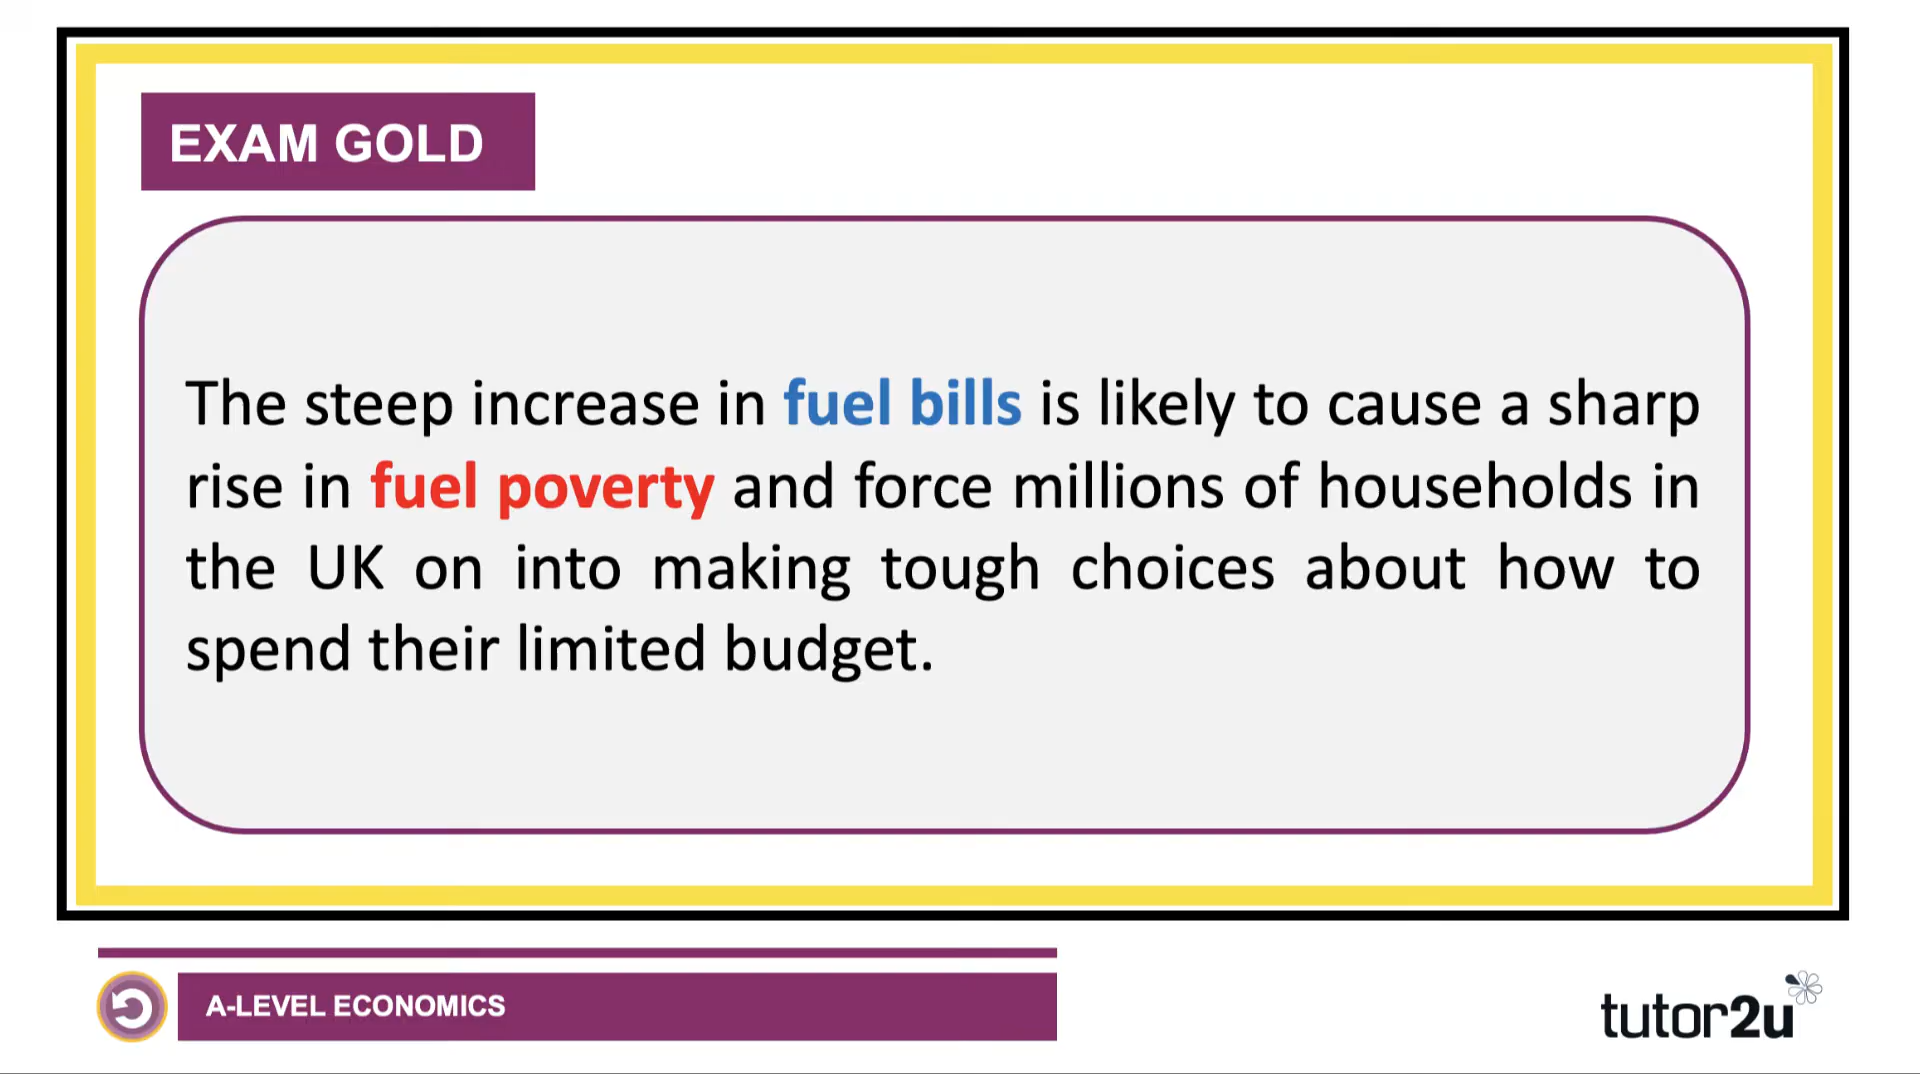 EXAM GOLD
The steep increase in fuel bills is likely to cause a sharp
rise in fuel poverty and force millions of households in
the UK on into making tough choices about how to
spend their limited budget.
A-LEVEL ECONOMICS
tutor2u